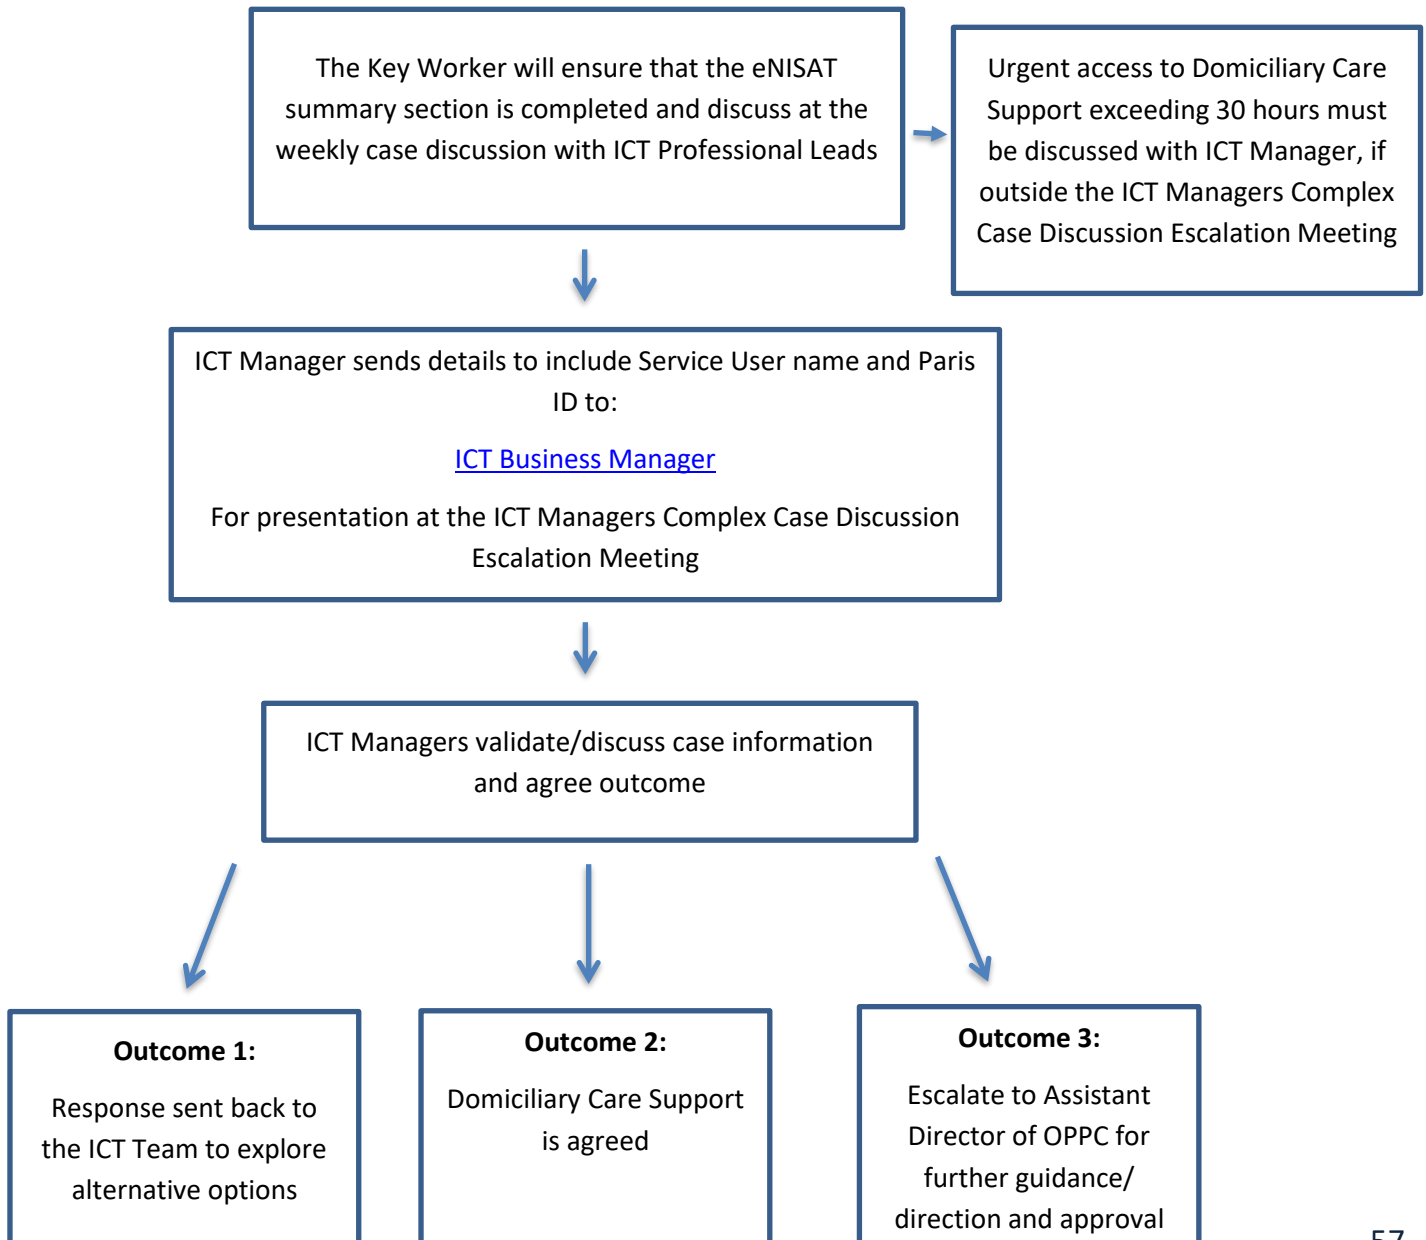 The Key Worker will ensure that the eNISAT
summary section is completed and discuss at the
weekly case discussion with ICT Professional Leads
Urgent access to Domiciliary Care
Support exceeding 30 hours must
be discussed with ICT Manager, if
outside the ICT Managers Complex
Case Discussion Escalation Meeting
ICT Manager sends details to include Service User name and Paris
ID to:
ICT Business Manager
For presentation at the ICT Managers Complex Case Discussion
Escalation Meeting
ICT Managers validate/discuss case information
and agree outcome
Outcome 1:
Response sent back to
the ICT Team to explore
alternative options
Outcome 2:
Domiciliary Care Support
is agreed
Outcome 3:
Escalate to Assistant
Director of OPPC for
further guidance/
direction and approval
57